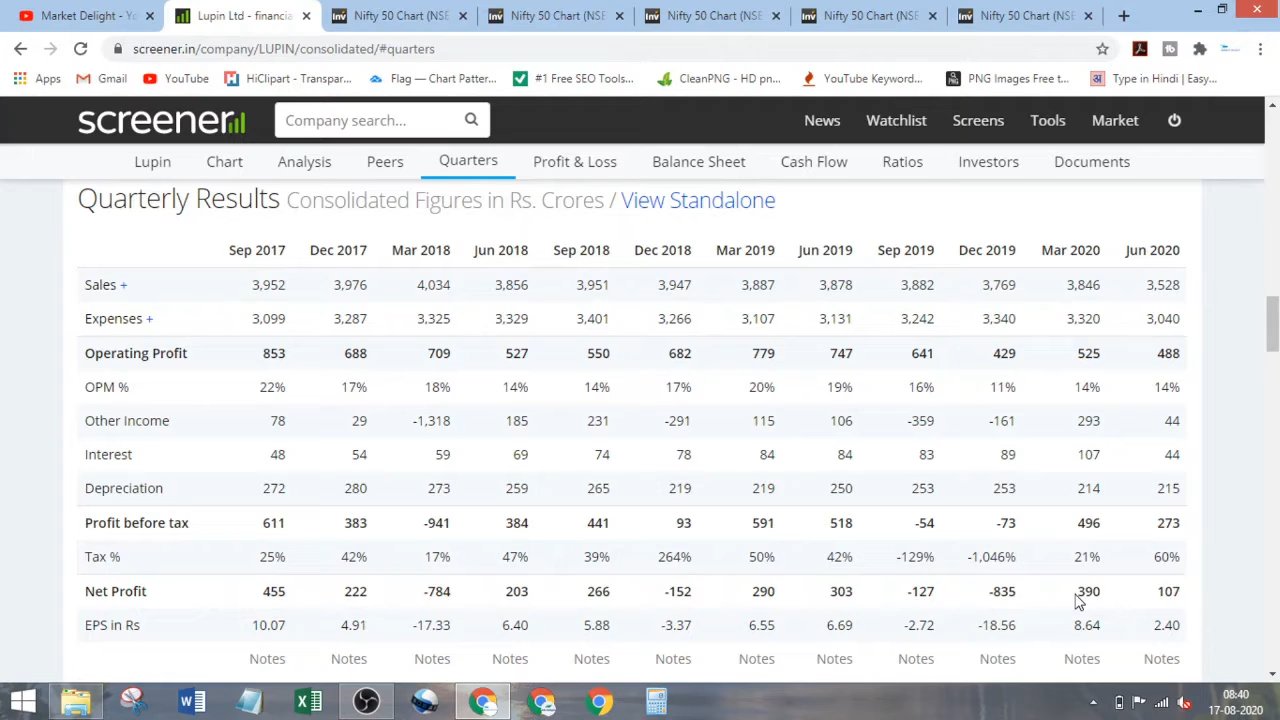 Market Delight - Yo
Lupin Ltd - financia
Nifty 50 Chart (NSE
Nifty 50 Chart (NSE
Nifty 50 Chart (NSE
Nifty 50 Chart (NSE
Nifty 50 Chart (NSE
screener.in/company/LUPIN/consolidated/#quarters
Apps Gmail YouTube HiClipart - Transpar... Flag — Chart Patter... #1 Free SEO Tools... CleanPNG - HD pn... YouTube Keyword... PNG Images Free t... Type in Hindi | Easy...
screener Company search... News Watchlist Screens Tools Market
Lupin Chart Analysis Peers Quarters Profit & Loss Balance Sheet Cash Flow Ratios Investors Documents
Quarterly Results Consolidated Figures in Rs. Crores / View Standalone
Sep 2017 Dec 2017 Mar 2018 Jun 2018 Sep 2018 Dec 2018 Mar 2019 Jun 2019 Sep 2019 Dec 2019 Mar 2020 Jun 2020
Sales + 3,952 3,976 4,034 3,856 3,951 3,947 3,887 3,878 3,882 3,769 3,846 3,528
Expenses + 3,099 3,287 3,325 3,329 3,401 3,266 3,107 3,131 3,242 3,340 3,320 3,040
Operating Profit 853 688 709 527 550 682 779 747 641 429 525 488
OPM % 22% 17% 18% 14% 14% 17% 20% 19% 16% 11% 14% 14%
Other Income 78 29 -1,318 185 231 -291 115 106 -359 -161 293 44
Interest 48 54 59 69 74 78 84 84 83 89 107 44
Depreciation 272 280 273 259 265 219 219 250 253 253 214 215
Profit before tax 611 383 -941 384 441 93 591 518 -54 -73 496 273
Tax % 25% 42% 17% 47% 39% 264% 50% 42% -129% -1,046% 21% 60%
Net Profit 455 222 -784 203 266 -152 290 303 -127 -835 390 107
EPS in Rs 10.07 4.91 -17.33 6.40 5.88 -3.37 6.55 6.69 -2.72 -18.56 8.64 2.40
Notes Notes Notes Notes Notes Notes Notes Notes Notes Notes Notes Notes
08:40
17-08-2020